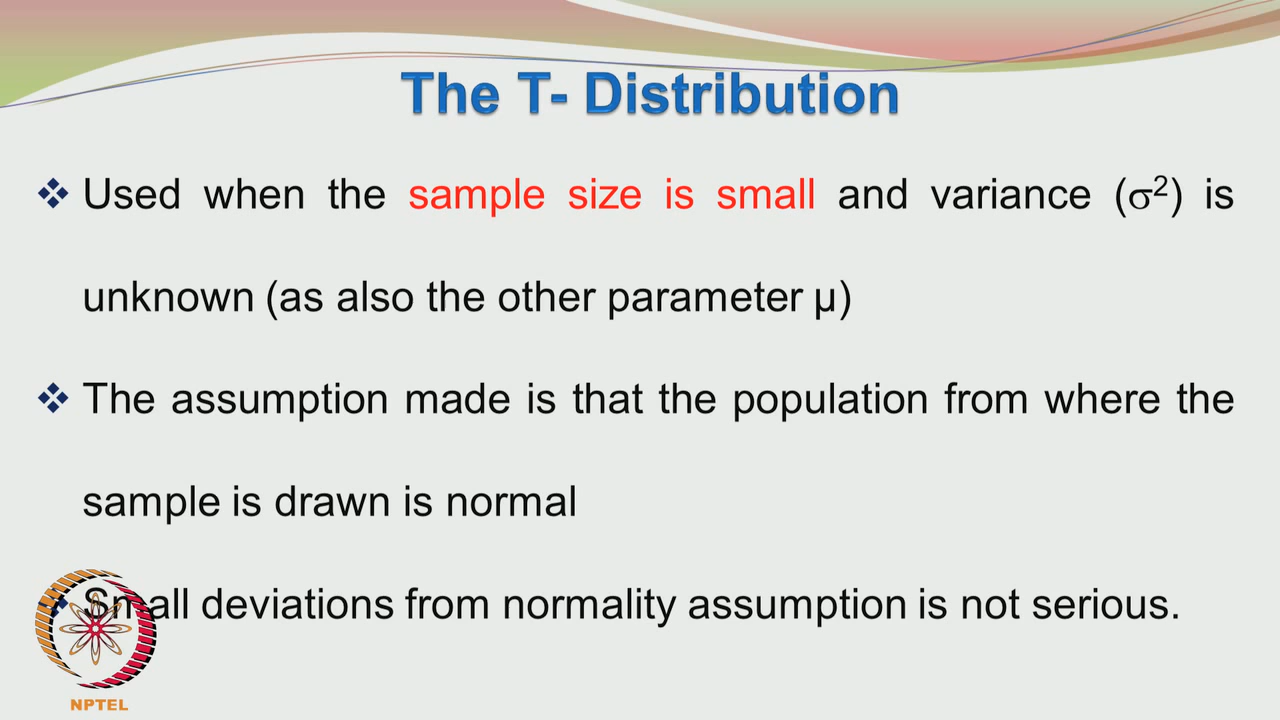 The T- Distribution
❖ Used when the sample size is small and variance (σ²) is
unknown (as also the other parameter µ)
❖ The assumption made is that the population from where the
sample is drawn is normal
❖ Small deviations from normality assumption is not serious.
NPTEL